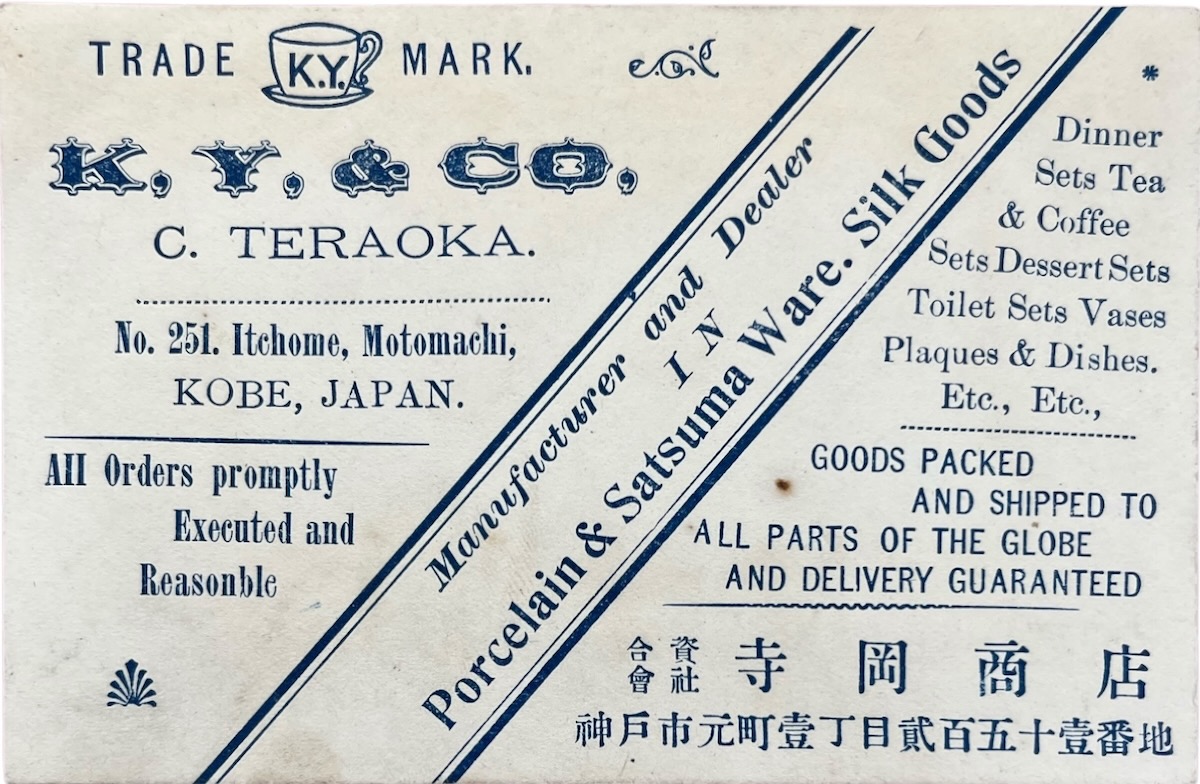 TRADE K.Y. MARK.
K. Y. & CO.,
C. TERAOKA.
No. 251. Itchome, Motomachi,
KOBE, JAPAN.
All Orders promptly
Executed and
Reasonble
Manufacturer and Dealer
IN
Porcelain & Satsuma Ware. Silk Goods
*
Dinner
Sets Tea
& Coffee
Sets Dessert Sets
Toilet Sets Vases
Plaques & Dishes.
Etc., Etc.,
GOODS PACKED
AND SHIPPED TO
ALL PARTS OF THE GLOBE
AND DELIVERY GUARANTEED
合資會社 寺岡商店
神戸市元町壹丁目貳百五十壹番地